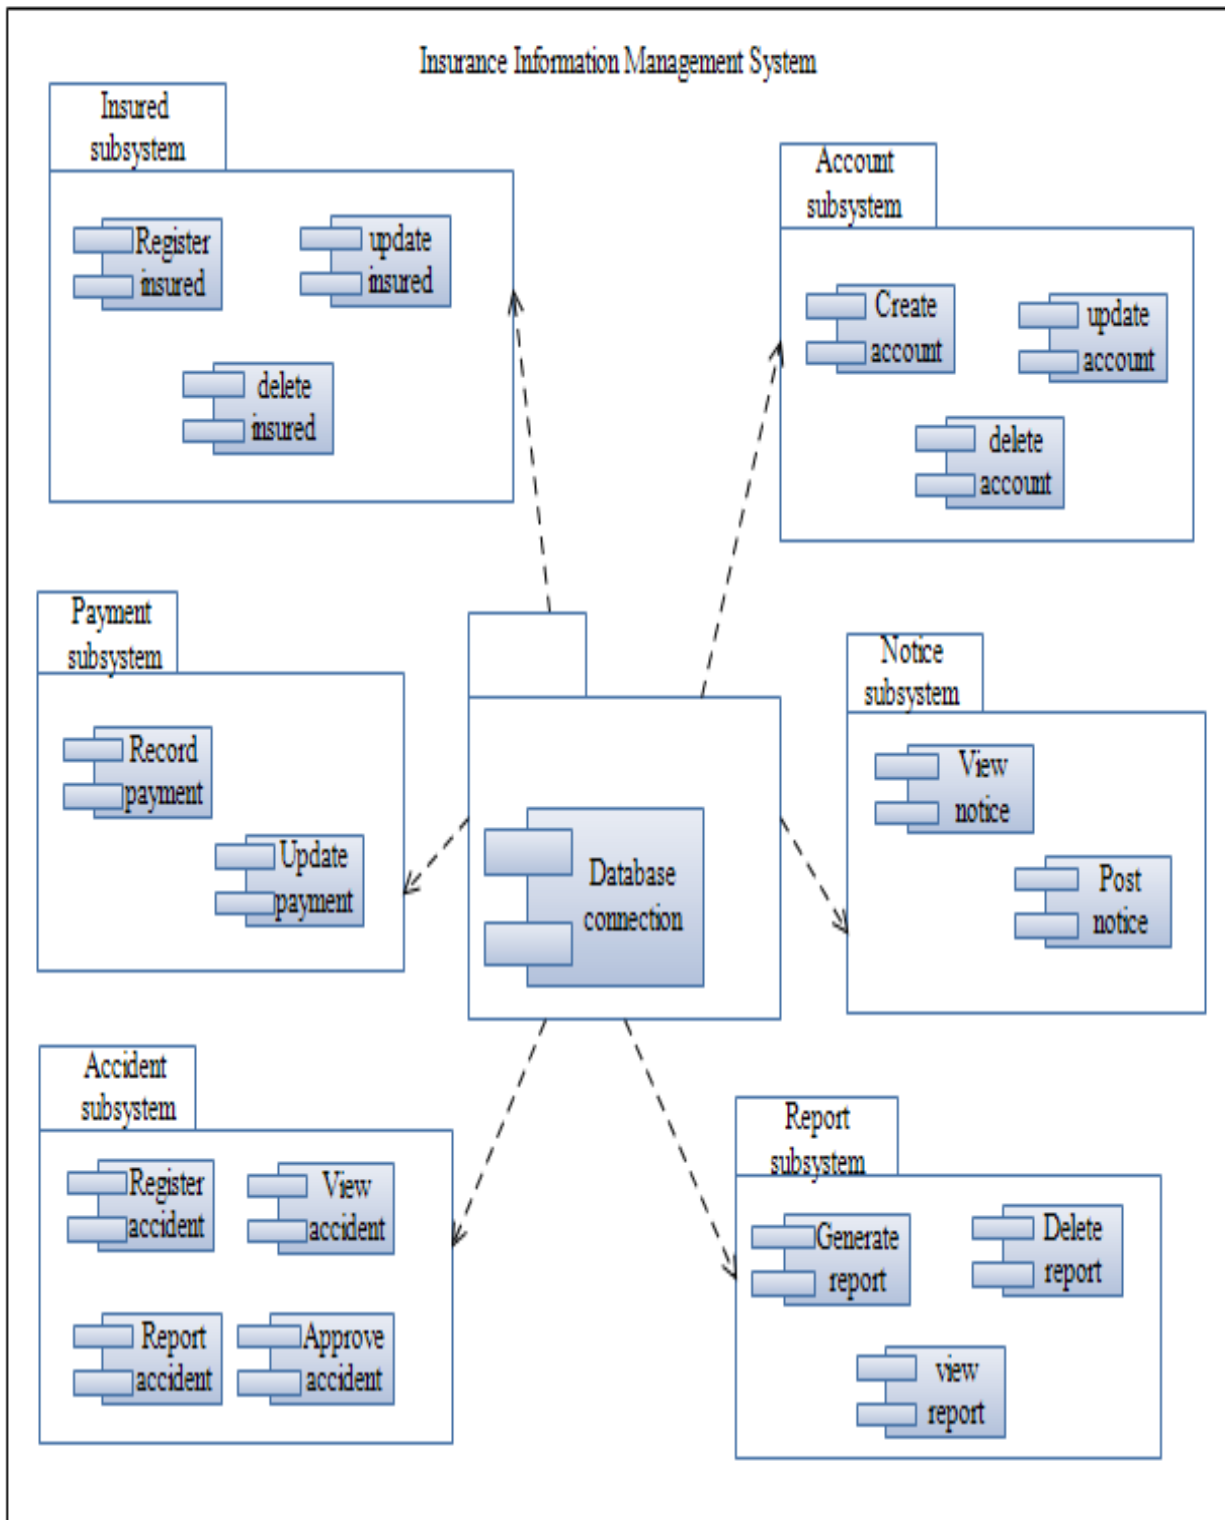 Insurance Information Management System
Insured
subsystem
Register
insured
update
insured
delete
insured
Account
subsystem
Create
account
update
account
delete
account
Payment
subsystem
Record
payment
Update
payment
Database
connection
Notice
subsystem
View
notice
Post
notice
Accident
subsystem
Register
accident
View
accident
Report
accident
Approve
accident
Report
subsystem
Generate
report
Delete
report
view
report